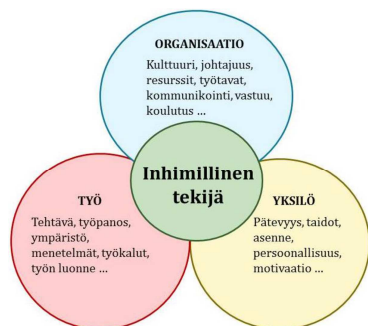 ORGANISAATIO
Kulttuuri, johtajuus,
resurssit, työtavat,
kommunikointi, vastuu,
koulutus ...
Inhimillinen
tekijä
TYÖ
Tehtävä, työpanos,
ympäristö,
menetelmät, työkalut,
työn luonne ...
YKSILÖ
Pätevyys, taidot,
asenne,
persoonallisuus,
motivaatio ...